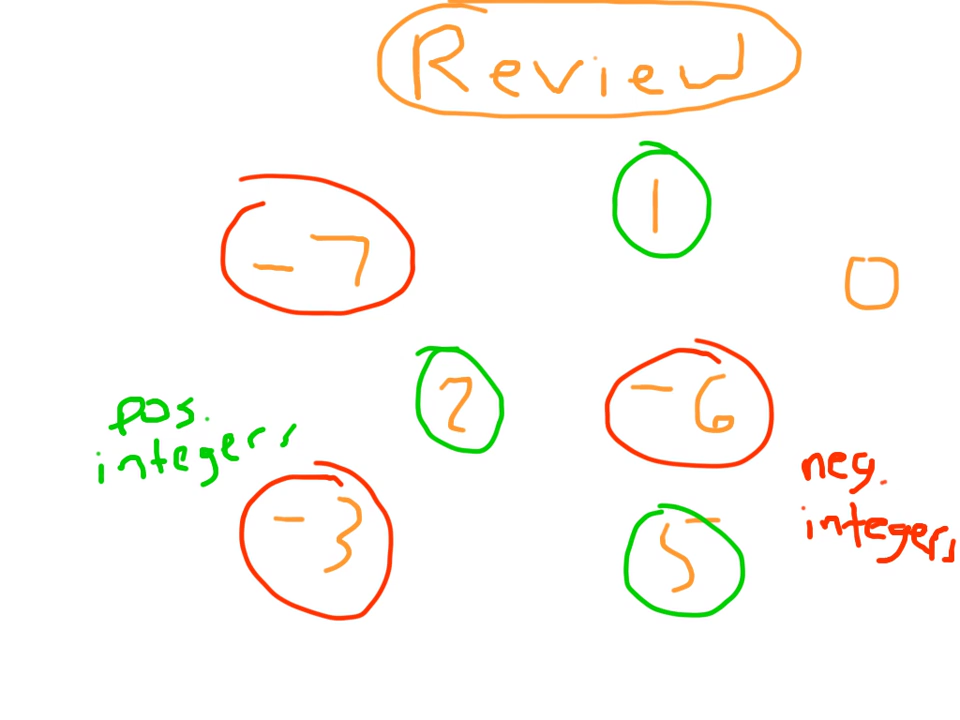 Review
1
-7
0
2
-6
pos.
integers
neg.
integers
-3
5